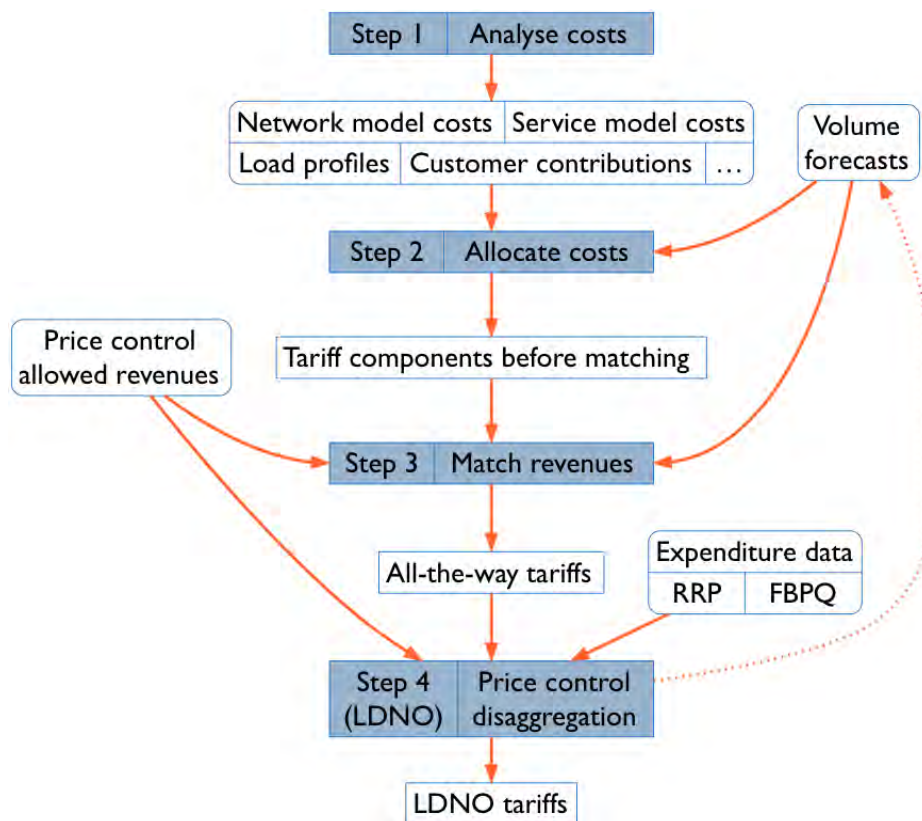 Step 1 Analyse costs
Network model costs Service model costs
Load profiles Customer contributions ...
Volume
forecasts
Step 2 Allocate costs
Price control
allowed revenues
Tariff components before matching
Step 3 Match revenues
All-the-way tariffs
Expenditure data
RRP FBPQ
Step 4
(LDNO)
Price control
disaggregation
LDNO tariffs